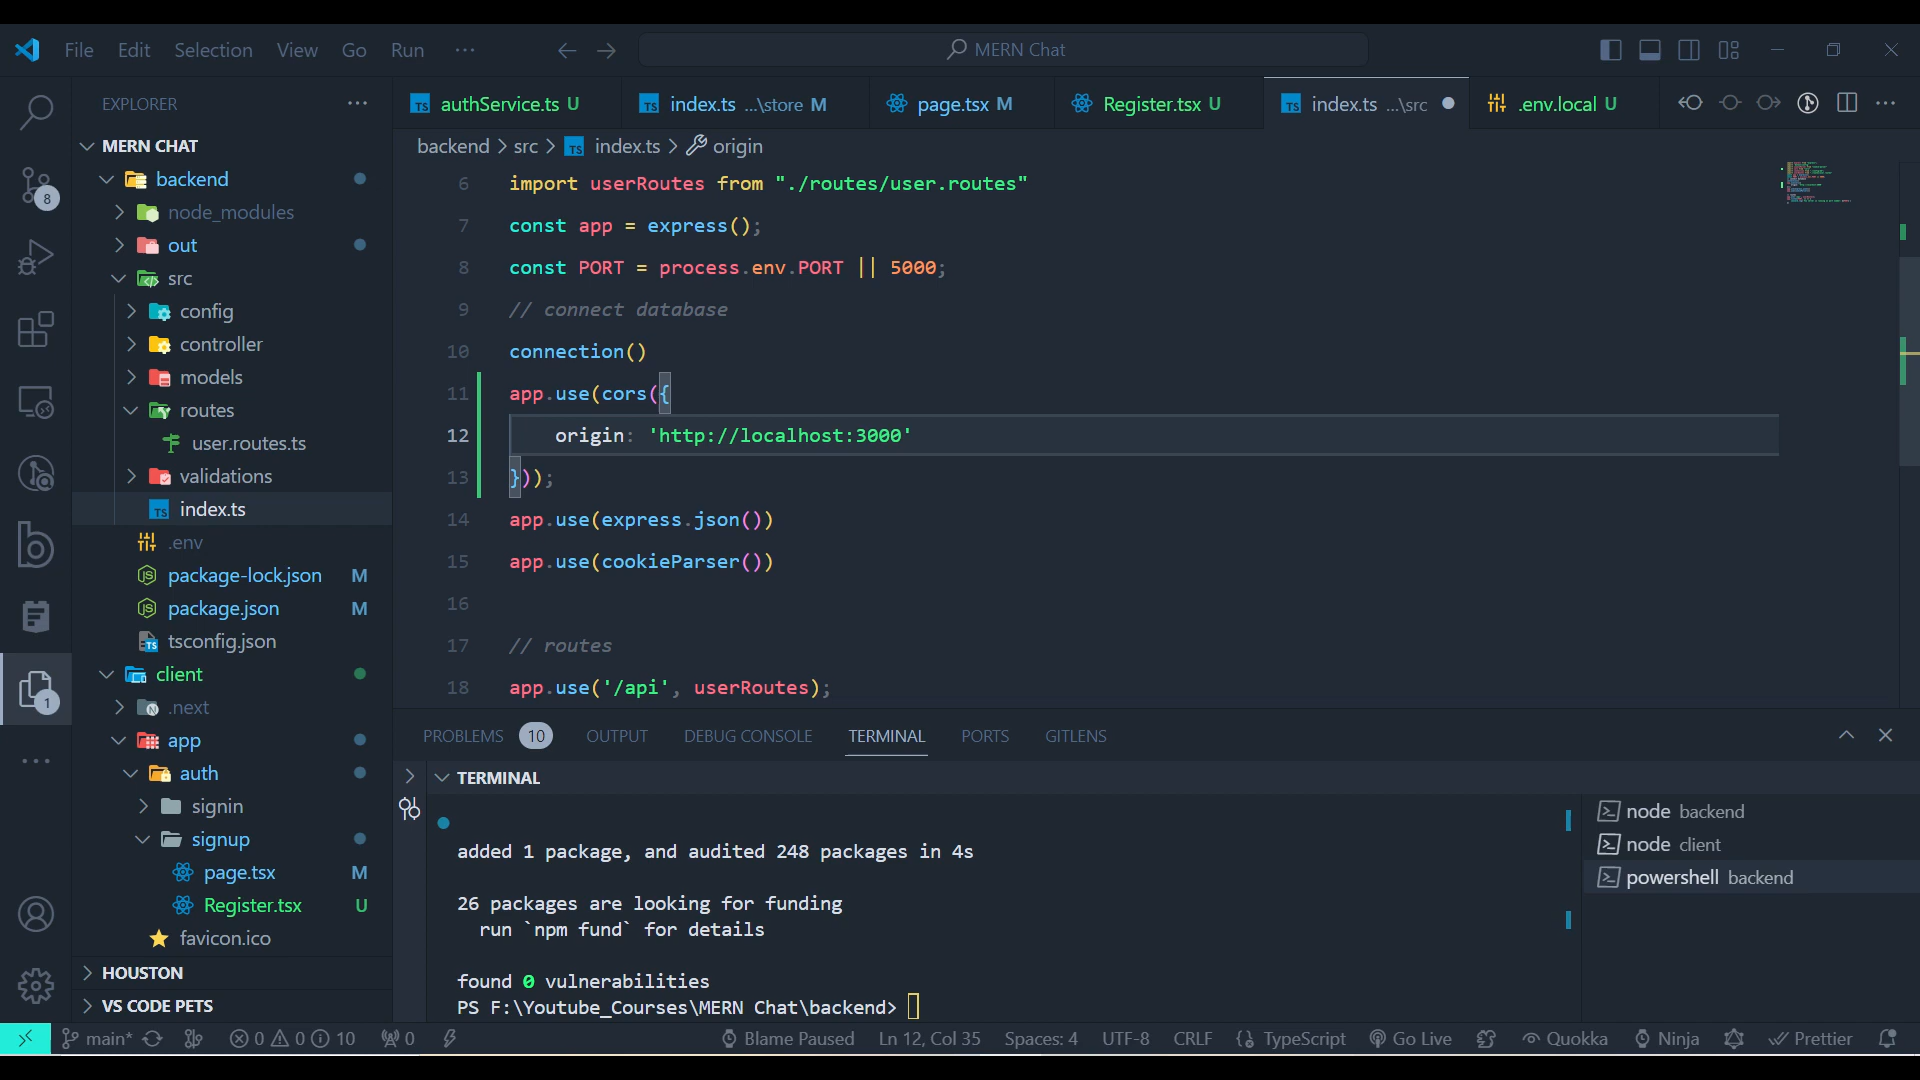 File Edit Selection View Go Run ··· MERN Chat
EXPLORER ···
MERN CHAT
backend
node_modules
out
src
config
controller
models
routes
user.routes.ts
validations
index.ts
.env
package-lock.json M
package.json M
tsconfig.json
client
.next
app
auth
signin
signup
page.tsx M
Register.tsx U
favicon.ico
HOUSTON
VS CODE PETS
8
1
authService.ts U index.ts ...\store M page.tsx M Register.tsx U index.ts ...\src .env.local U
backend > src > index.ts > origin
6 import userRoutes from "./routes/user.routes"
7 const app = express();
8 const PORT = process.env.PORT || 5000;
9 // connect database
10 connection()
11 app.use(cors({
12 origin: 'http://localhost:3000'
13 }));
14 app.use(express.json())
15 app.use(cookieParser())
16
17 // routes
18 app.use('/api', userRoutes);
PROBLEMS 10 OUTPUT DEBUG CONSOLE TERMINAL PORTS GITLENS
TERMINAL
added 1 package, and audited 248 packages in 4s
26 packages are looking for funding
run `npm fund` for details
found 0 vulnerabilities
PS F:\Youtube_Courses\MERN Chat\backend>
node backend
node client
powershell backend
main* 0 0 10 0 Blame Paused Ln 12, Col 35 Spaces: 4 UTF-8 CRLF TypeScript Go Live Quokka Ninja Prettier